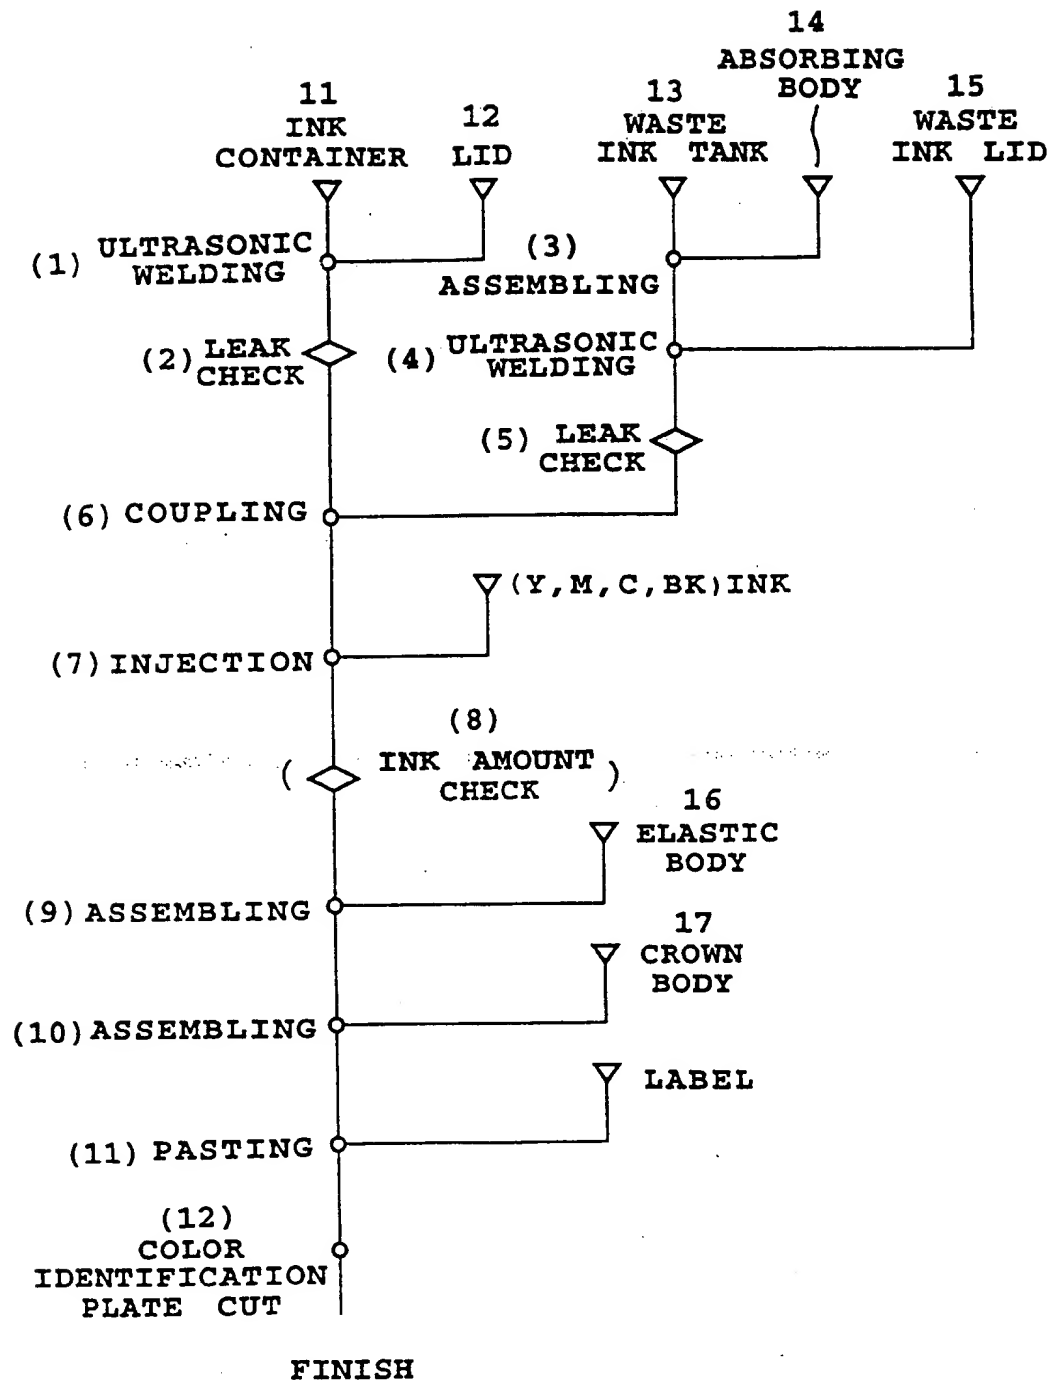 14
ABSORBING
BODY
11
INK
CONTAINER
12
LID
13
WASTE
INK TANK
15
WASTE
INK LID
(1) ULTRASONIC
WELDING
(3)
ASSEMBLING
(2) LEAK
CHECK
(4) ULTRASONIC
WELDING
(5) LEAK
CHECK
(6) COUPLING
(Y,M,C,BK)INK
(7) INJECTION
(8)
( INK AMOUNT )
CHECK
16
ELASTIC
BODY
(9) ASSEMBLING
17
CROWN
BODY
(10) ASSEMBLING
LABEL
(11) PASTING
(12)
COLOR
IDENTIFICATION
PLATE CUT
FINISH